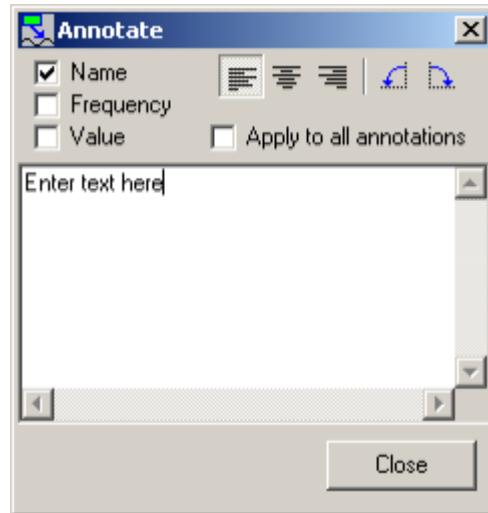 Annotate
Name
Frequency
Value
Apply to all annotations
Enter text here
Close